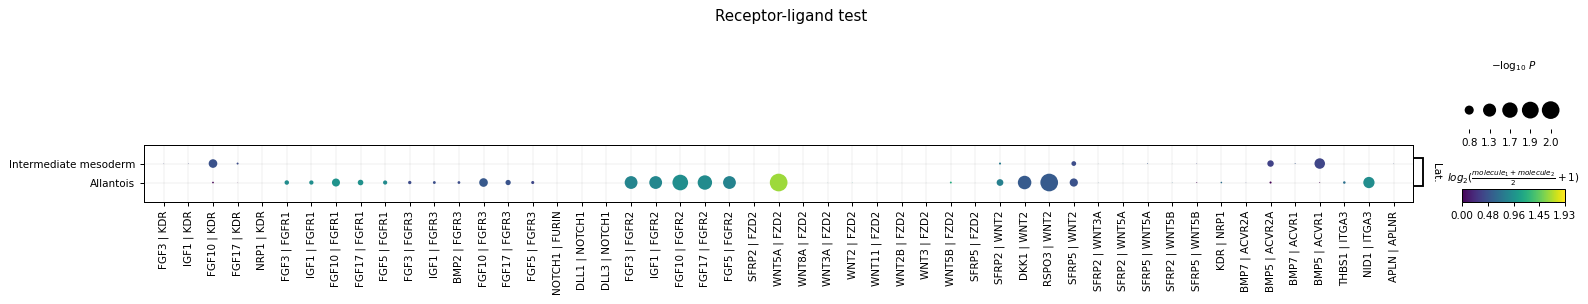 Receptor-ligand test
Intermediate mesoderm
Allantois
FGF3 | KDR
IGF1 | KDR
FGF10 | KDR
FGF17 | KDR
NRP1 | KDR
FGF3 | FGFR1
IGF1 | FGFR1
FGF10 | FGFR1
FGF17 | FGFR1
FGF5 | FGFR1
FGF3 | FGFR3
IGF1 | FGFR3
BMP2 | FGFR3
FGF10 | FGFR3
FGF17 | FGFR3
FGF5 | FGFR3
NOTCH1 | FURIN
DLL1 | NOTCH1
DLL3 | NOTCH1
FGF3 | FGFR2
IGF1 | FGFR2
FGF10 | FGFR2
FGF17 | FGFR2
FGF5 | FGFR2
SFRP2 | FZD2
WNT5A | FZD2
WNT8A | FZD2
WNT3A | FZD2
WNT2 | FZD2
WNT11 | FZD2
WNT2B | FZD2
WNT3 | FZD2
WNT5B | FZD2
SFRP5 | FZD2
SFRP2 | WNT2
DKK1 | WNT2
RSPO3 | WNT2
SFRP5 | WNT2
SFRP2 | WNT3A
SFRP2 | WNT5A
SFRP5 | WNT5A
SFRP2 | WNT5B
SFRP5 | WNT5B
KDR | NRP1
BMP7 | ACVR2A
BMP5 | ACVR2A
BMP7 | ACVR1
BMP5 | ACVR1
THBS1 | ITGA3
NID1 | ITGA3
APLN | APLNR
Lat.
−log₁₀ P
0.8 1.3 1.7 1.9 2.0
log₂((molecule₁ + molecule₂)/2 + 1)
0.00 0.48 0.96 1.45 1.93